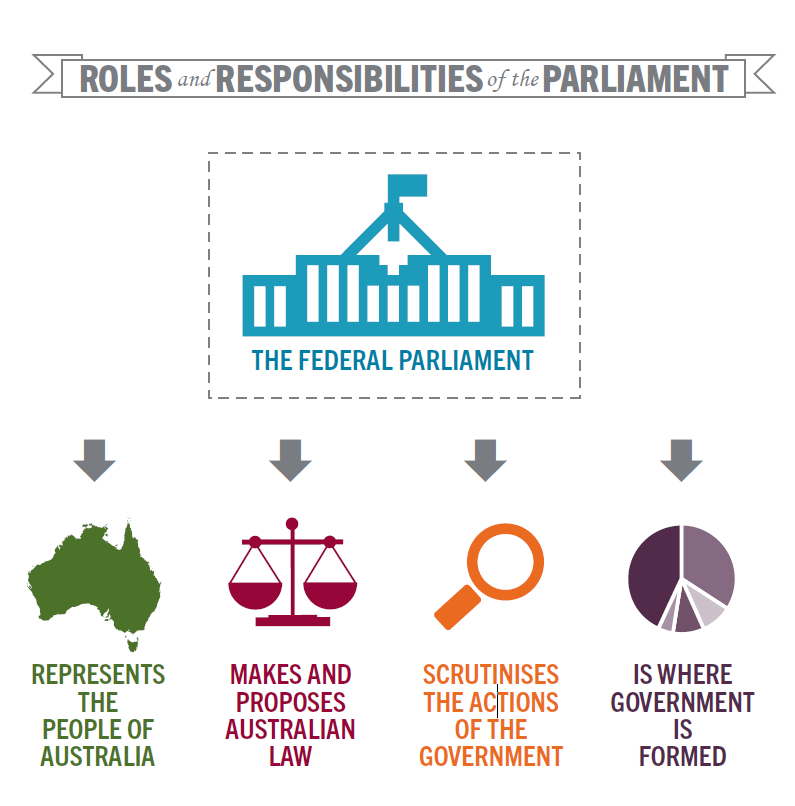 ROLES and RESPONSIBILITIES of the PARLIAMENT
THE FEDERAL PARLIAMENT
REPRESENTS
THE
PEOPLE OF
AUSTRALIA
MAKES AND
PROPOSES
AUSTRALIAN
LAW
SCRUTINISES
THE ACTIONS
OF THE
GOVERNMENT
IS WHERE
GOVERNMENT
IS
FORMED